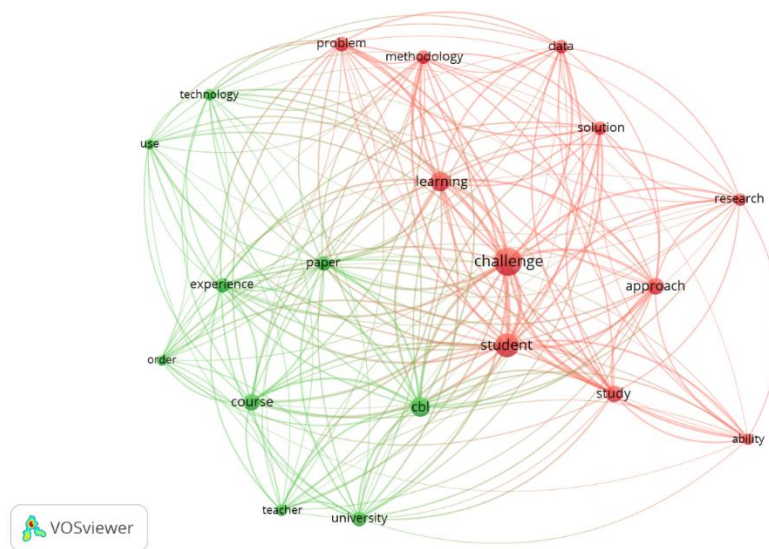 problem
methodology
data
technology
solution
use
learning
research
paper
challenge
experience
approach
student
order
course
cbl
study
ability
teacher
university
VOSviewer